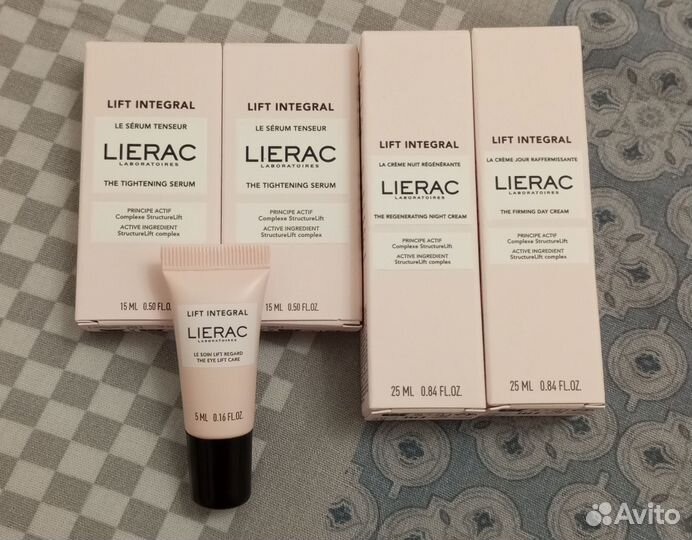 LIFT INTEGRAL
LE SÉRUM TENSEUR
LIERAC
LABORATOIRES
THE TIGHTENING SERUM
PRINCIPE ACTIF
Complexe StructureLift
ACTIVE INGREDIENT
StructureLift complex
15 ML 0.50 FL.OZ.
LIFT INTEGRAL
LE SÉRUM TENSEUR
LIERAC
LABORATOIRES
THE TIGHTENING SERUM
PRINCIPE ACTIF
Complexe StructureLift
ACTIVE INGREDIENT
StructureLift complex
15 ML 0.50 FL.OZ.
LIFT INTEGRAL
LA CRÈME NUIT RÉGÉNÉRANTE
LIERAC
LABORATOIRES
THE REGENERATING NIGHT CREAM
PRINCIPE ACTIF
Complexe StructureLift
ACTIVE INGREDIENT
StructureLift complex
25 ML 0.84 FL.OZ.
LIFT INTEGRAL
LA CRÈME JOUR RAFFERMISSANTE
LIERAC
LABORATOIRES
THE FIRMING DAY CREAM
PRINCIPE ACTIF
Complexe StructureLift
ACTIVE INGREDIENT
StructureLift complex
25 ML 0.84 FL.OZ.
LIFT INTEGRAL
LIERAC
LABORATOIRES
LE SOIN LIFT REGARD
THE EYE LIFT CARE
5 ML 0.16 FL.OZ.
Avito